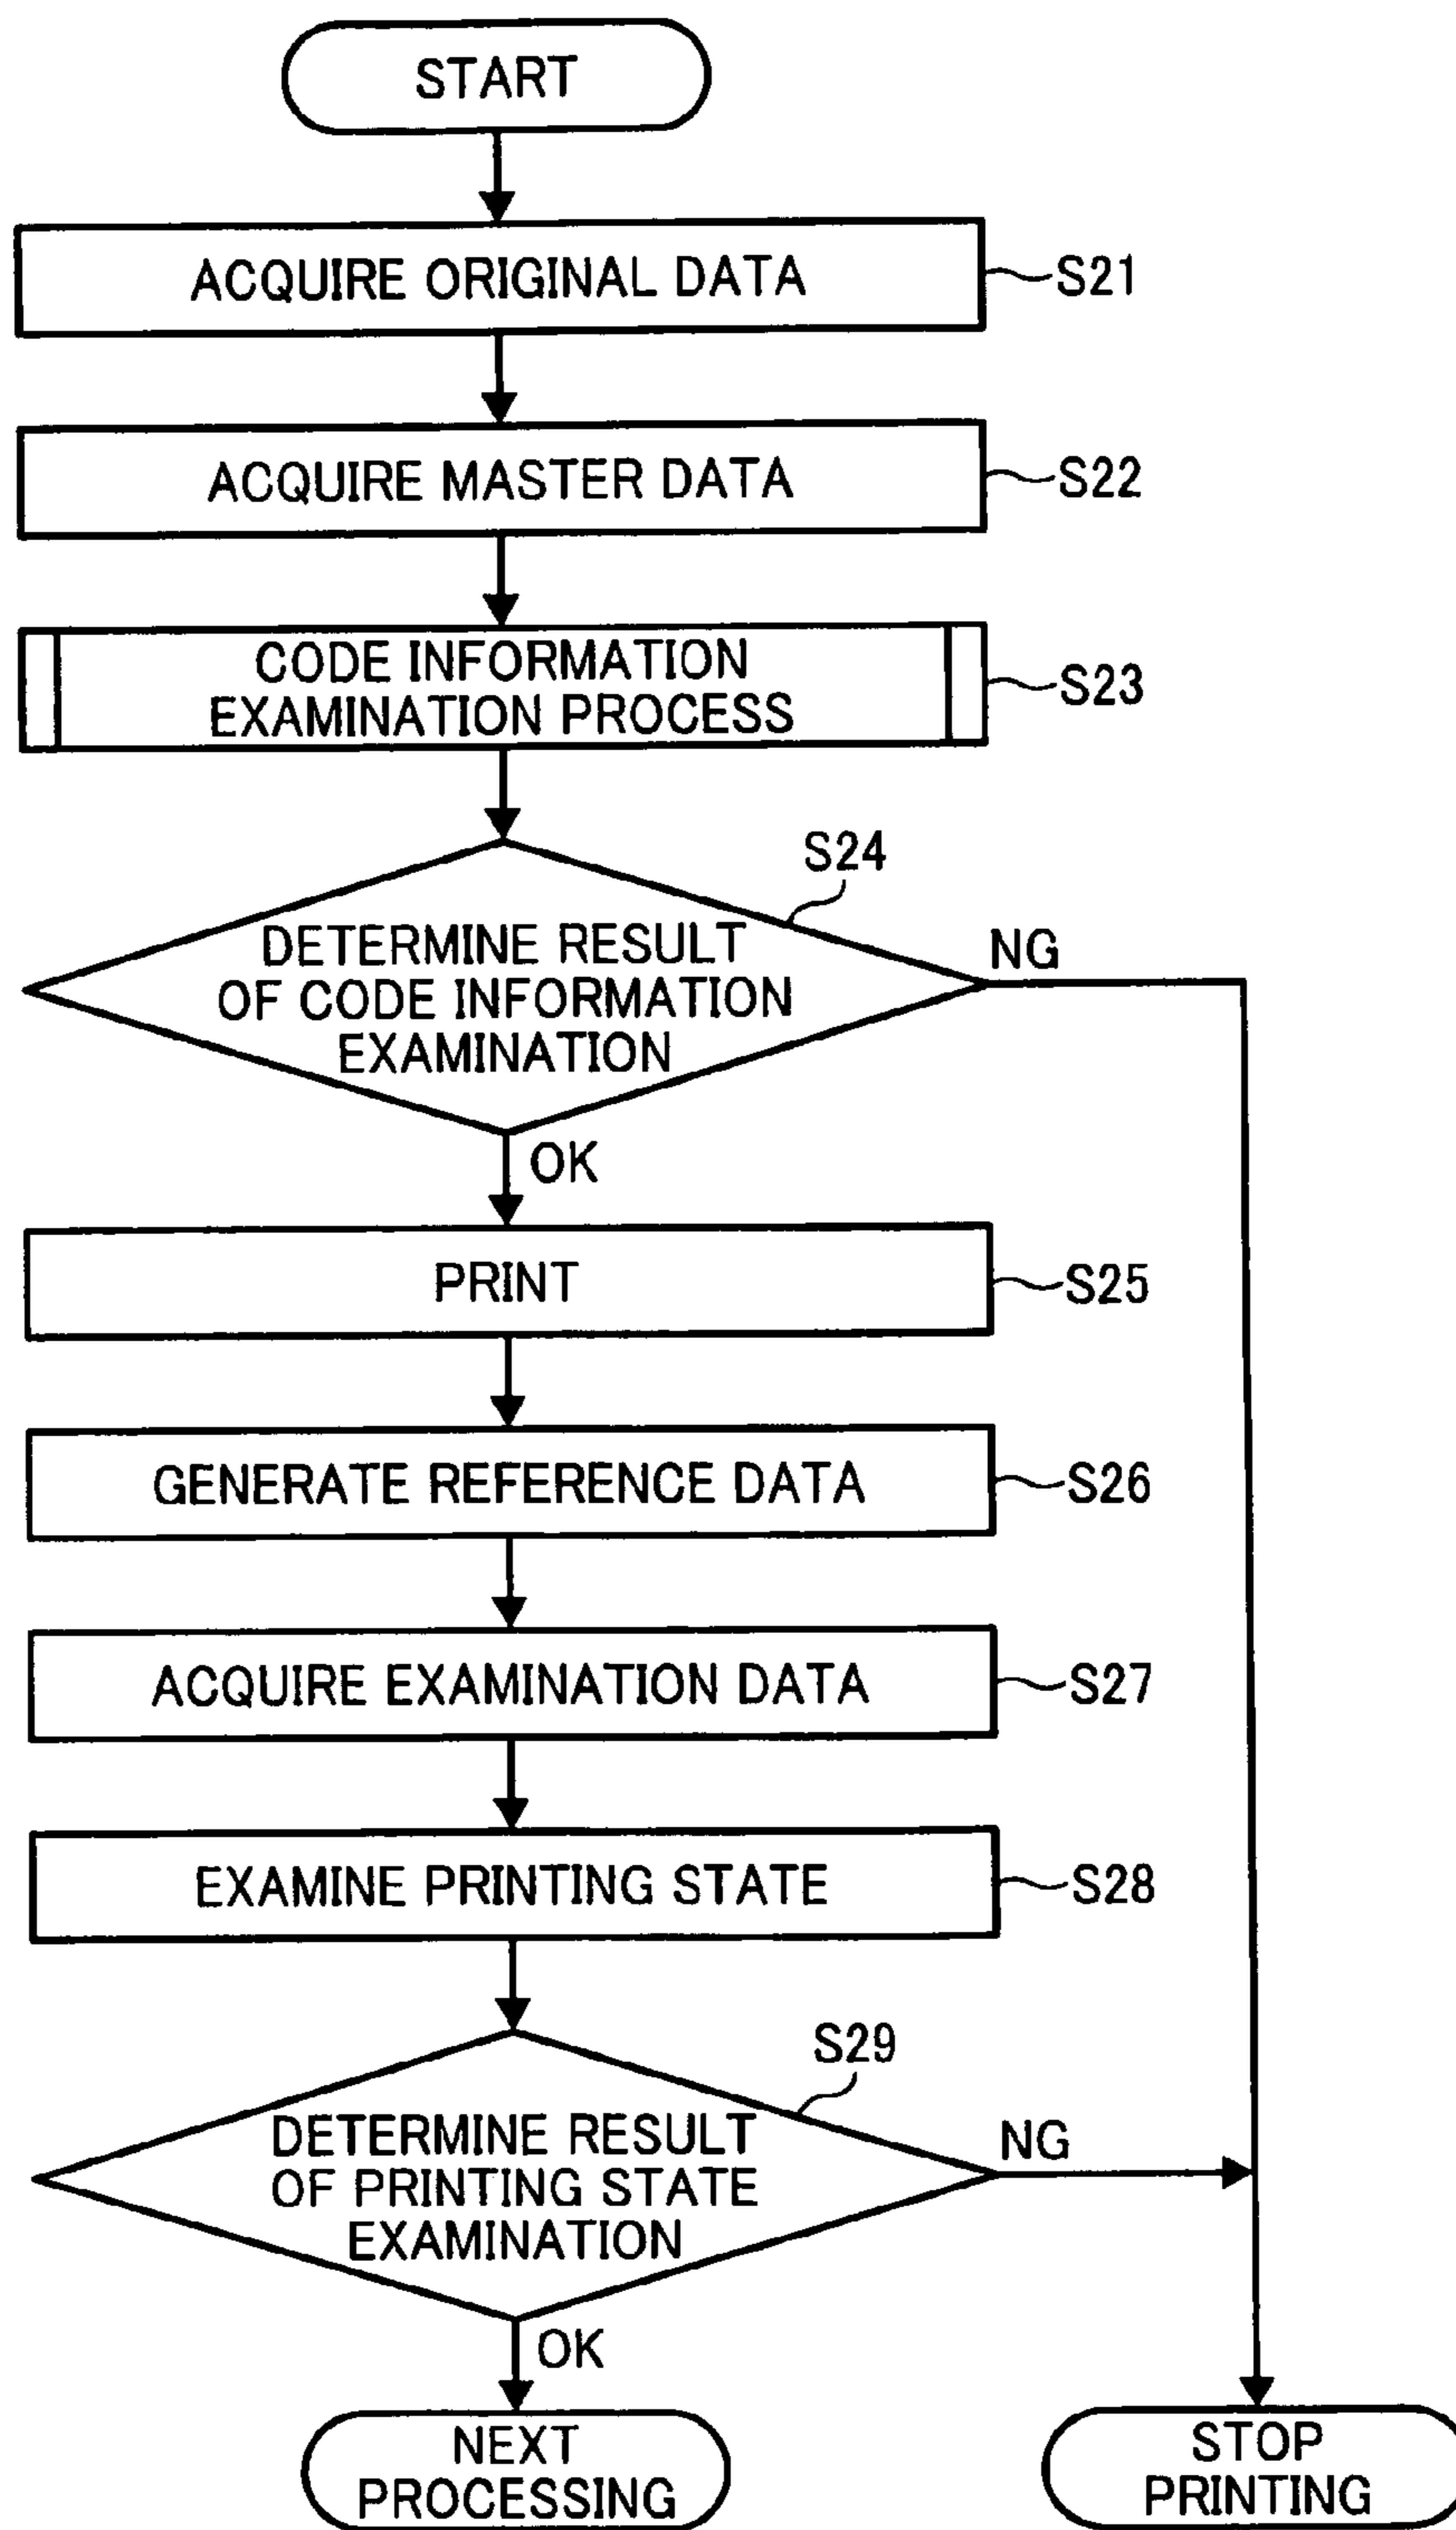 START
ACQUIRE ORIGINAL DATA
S21
ACQUIRE MASTER DATA
S22
CODE INFORMATION
EXAMINATION PROCESS
S23
S24
DETERMINE RESULT
OF CODE INFORMATION
EXAMINATION
NG
OK
PRINT
S25
GENERATE REFERENCE DATA
S26
ACQUIRE EXAMINATION DATA
S27
EXAMINE PRINTING STATE
S28
S29
DETERMINE RESULT
OF PRINTING STATE
EXAMINATION
NG
OK
NEXT
PROCESSING
STOP
PRINTING